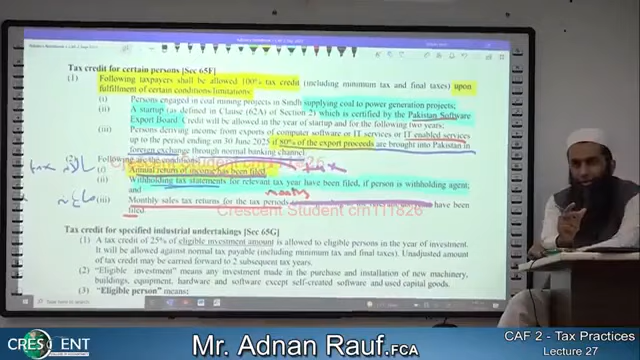 Tax credit for certain persons [Sec 65F]
(1) Following taxpayers shall be allowed 100% tax credit (including minimum tax and final taxes) upon
fulfillment of certain conditions limitations:
(i) Persons engaged in coal mining projects in Sindh supplying coal to power generation projects;
(ii) A startup (as defined in Clause (62A) of Section 2) which is certified by the Pakistan Software
Export Board. Credit will be allowed in the year of startup and for the following two years;
(iii) Persons deriving income from exports of computer software or IT services or IT enabled services
up to the period ending on 30 June 2025 if 80% of the export proceeds are brought into Pakistan in
foreign exchange through normal banking channel
Following are the conditions:
(i) Annual return of income has been filed
tax
(ii) Withholding tax statements for relevant tax year have been filed, if person is withholding agent;
and
(iii) Monthly sales tax returns for the tax periods have been
filed.
Crescent Student cm111826
Tax credit for specified industrial undertakings [Sec 65G]
(1) A tax credit of 25% of eligible investment amount is allowed to eligible persons in the year of investment.
It will be allowed against normal tax payable (including minimum tax and final taxes). Unadjusted amount
of tax credit may be carried forward to 2 subsequent tax years.
(2) "Eligible investment" means any investment made in the purchase and installation of new machinery,
buildings, equipment, hardware and software except self-created software and used capital goods.
(3) "Eligible person" means:
CRESCENT
Mr. Adnan Rauf.FCA
CAF 2 - Tax Practices
Lecture 27